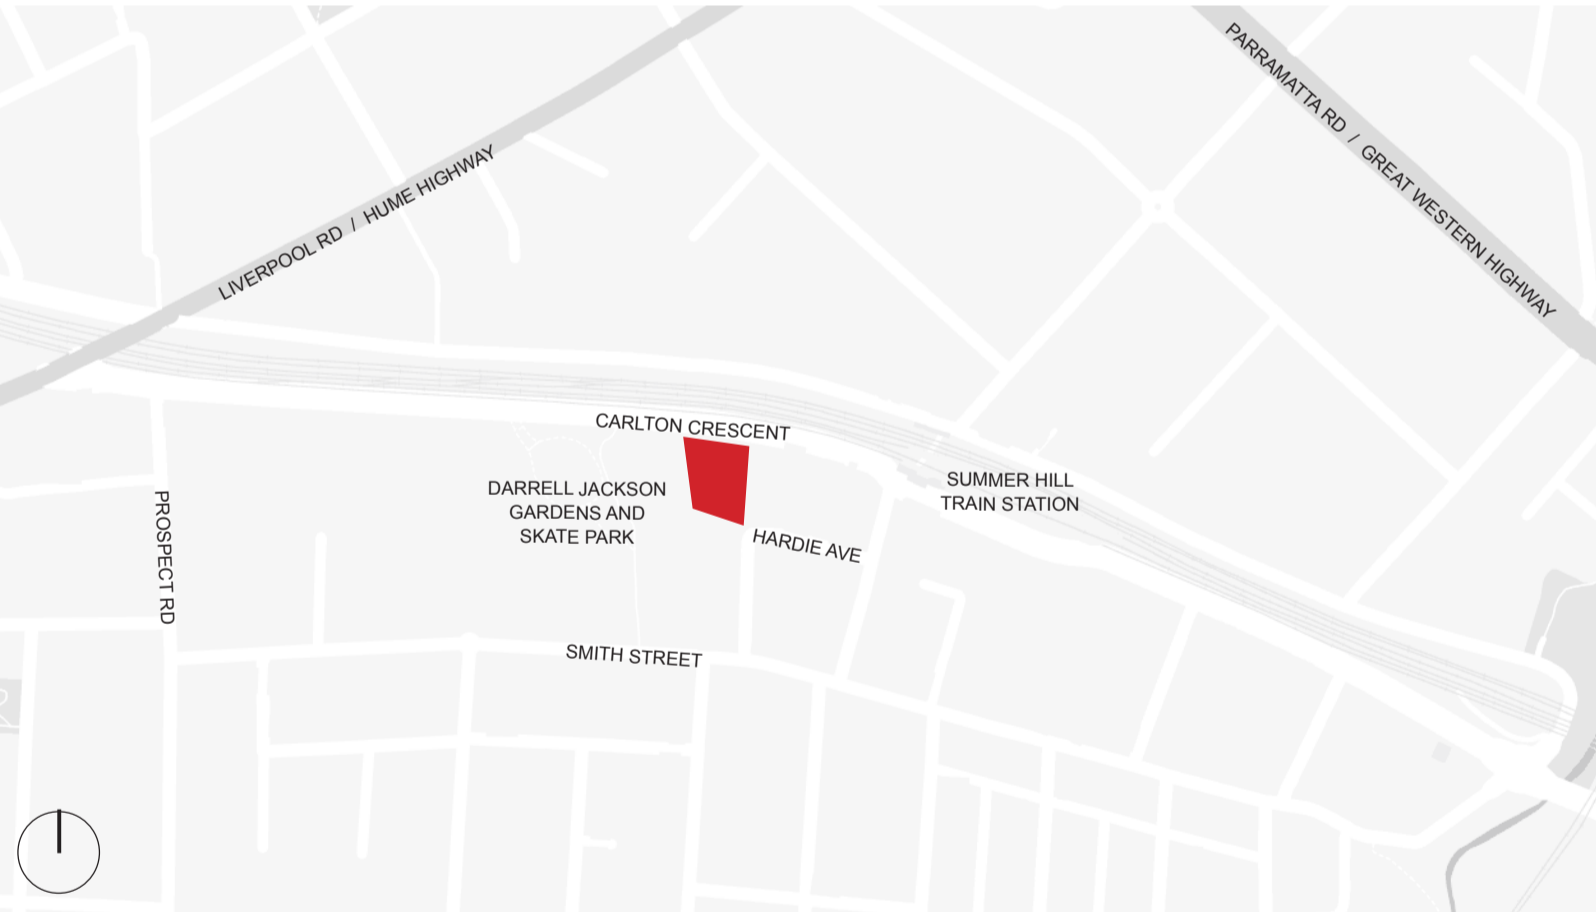 PARRAMATTA RD / GREAT WESTERN HIGHWAY
LIVERPOOL RD / HUME HIGHWAY
CARLTON CRESCENT
DARRELL JACKSON
GARDENS AND
SKATE PARK
SUMMER HILL
TRAIN STATION
HARDIE AVE
PROSPECT RD
SMITH STREET